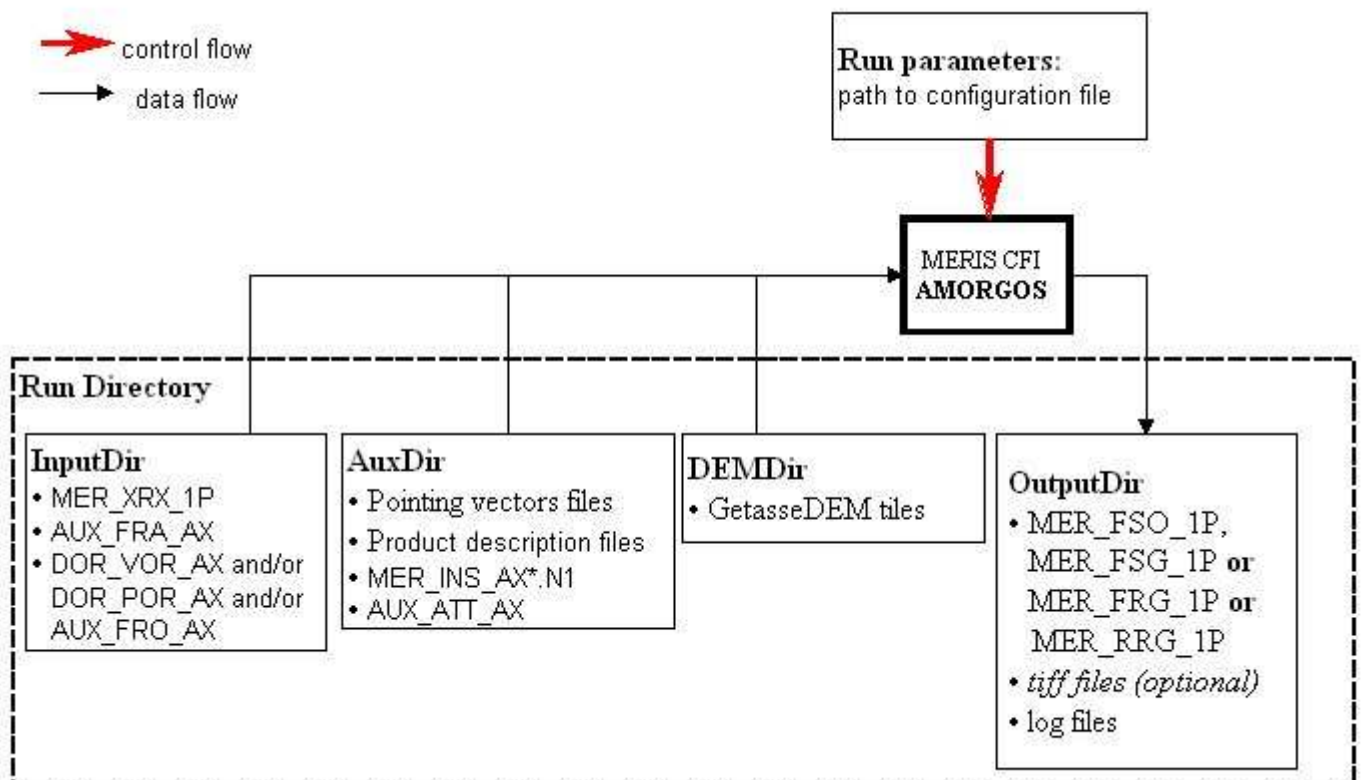 control flow
data flow
Run parameters:
path to configuration file
MERIS CFI
AMORGOS
Run Directory
InputDir
• MER_XRX_1P
• AUX_FRA_AX
• DOR_VOR_AX and/or
DOR_POR_AX and/or
AUX_FRO_AX
AuxDir
• Pointing vectors files
• Product description files
• MER_INS_AX*.N1
• AUX_ATT_AX
DEMDir
• GetasseDEM tiles
OutputDir
• MER_FSO_1P,
MER_FSG_1P or
MER_FRG_1P or
MER_RRG_1P
• tiff files (optional)
• log files